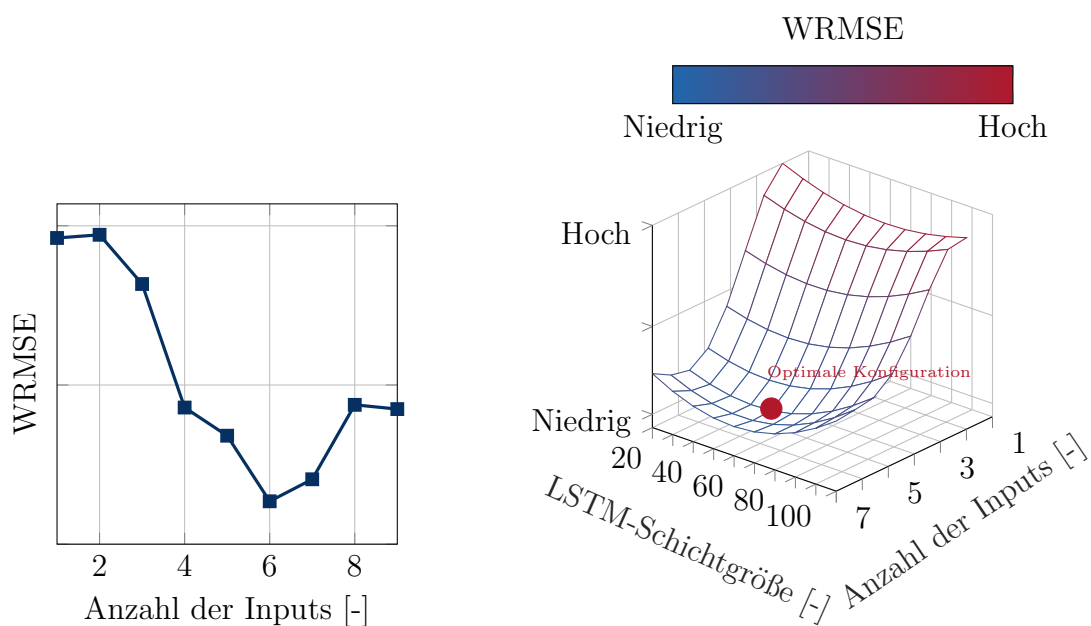 WRMSE
2
4
6
8
Anzahl der Inputs [-]
WRMSE
Niedrig
Hoch
Hoch
Niedrig
Optimale Konfiguration
20
40
60
80
100
LSTM-Schichtgröße [-]
7
5
3
1
Anzahl der Inputs [-]